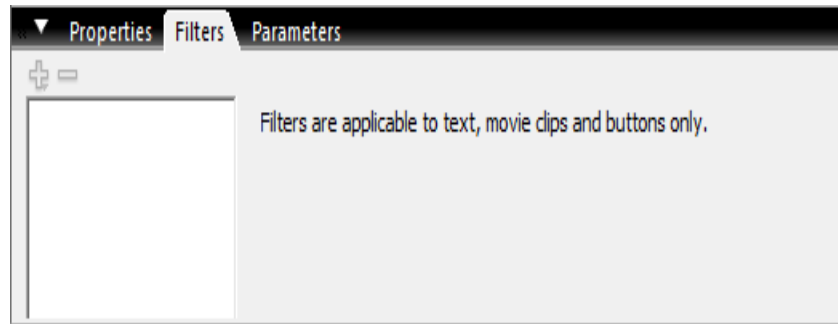 Properties Filters Parameters
Filters are applicable to text, movie clips and buttons only.